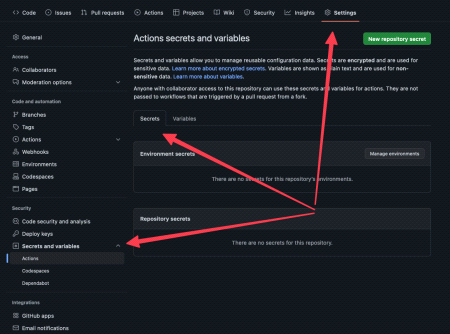 Code Issues Pull requests Actions Projects Wiki Security Insights Settings
General
Access
Collaborators
Moderation options
Code and automation
Branches
Tags
Actions
Webhooks
Environments
Codespaces
Pages
Security
Code security and analysis
Deploy keys
Secrets and variables
Actions
Codespaces
Dependabot
Integrations
GitHub apps
Email notifications
Actions secrets and variables
New repository secret
Secrets and variables allow you to manage reusable configuration data. Secrets are encrypted and are used for
sensitive data. Learn more about encrypted secrets. Variables are shown as plain text and are used for non-
sensitive data. Learn more about variables.
Anyone with collaborator access to this repository can use these secrets and variables for actions. They are not
passed to workflows that are triggered by a pull request from a fork.
Secrets Variables
Environment secrets
Manage environments
There are no secrets for this repository's environments.
Repository secrets
There are no secrets for this repository.